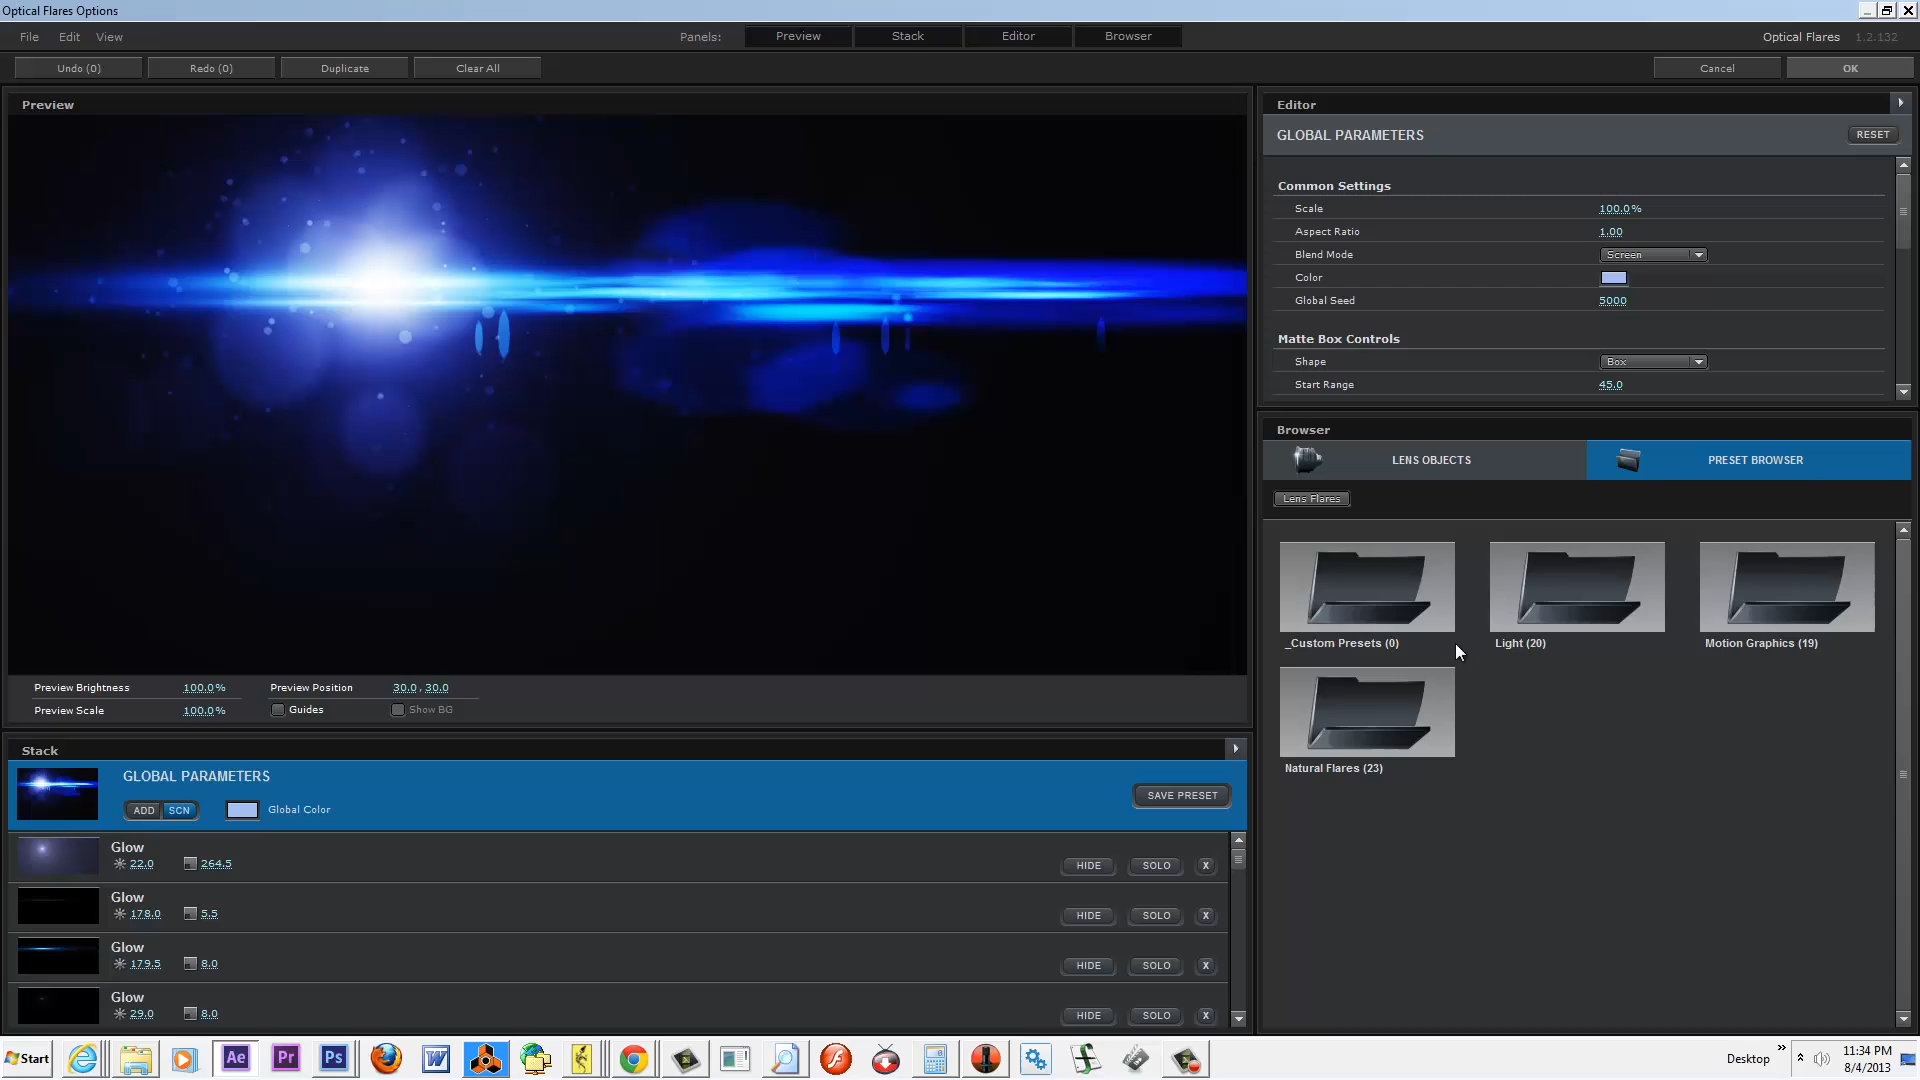 Optical Flares Options
File Edit View
Panels: Preview Stack Editor Browser
Optical Flares 1.2.132
Undo (0) Redo (0) Duplicate Clear All
Cancel OK
Preview
Preview Brightness 100.0% Preview Position 30.0 , 30.0
Preview Scale 100.0% Guides Show BG
Stack
GLOBAL PARAMETERS
ADD SCN Global Color
SAVE PRESET
Glow
22.0 264.5
HIDE SOLO X
Glow
178.0 5.5
HIDE SOLO X
Glow
179.5 8.0
HIDE SOLO X
Glow
29.0 8.0
HIDE SOLO X
Editor
GLOBAL PARAMETERS RESET
Common Settings
Scale 100.0%
Aspect Ratio 1.00
Blend Mode Screen
Color
Global Seed 5000
Matte Box Controls
Shape Box
Start Range 45.0
Browser
LENS OBJECTS PRESET BROWSER
Lens Flares
_Custom Presets (0) Light (20) Motion Graphics (19)
Natural Flares (23)
Start
Ae Pr Ps
Desktop
11:34 PM
8/4/2013